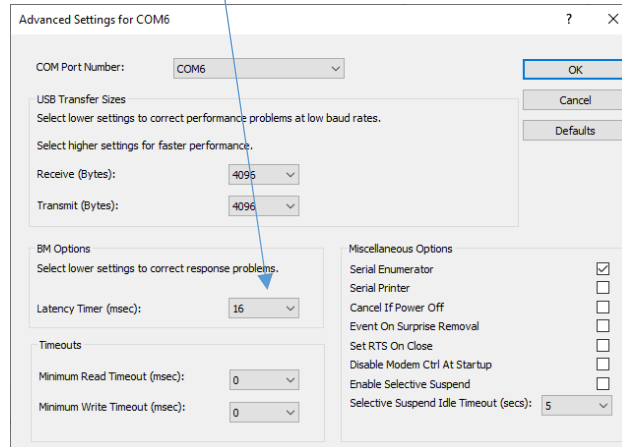 Advanced Settings for COM6 ? ×
COM Port Number: COM6
OK
USB Transfer Sizes
Cancel
Select lower settings to correct performance problems at low baud rates.
Defaults
Select higher settings for faster performance.
Receive (Bytes): 4096
Transmit (Bytes): 4096
BM Options
Select lower settings to correct response problems.
Latency Timer (msec): 16
Timeouts
Minimum Read Timeout (msec): 0
Minimum Write Timeout (msec): 0
Miscellaneous Options
Serial Enumerator
Serial Printer
Cancel If Power Off
Event On Surprise Removal
Set RTS On Close
Disable Modem Ctrl At Startup
Enable Selective Suspend
Selective Suspend Idle Timeout (secs): 5